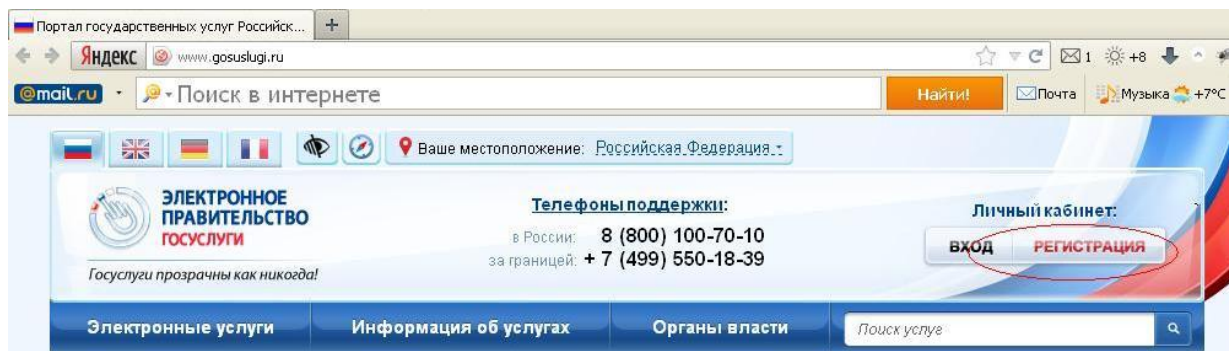 Портал государственных услуг Российск... +
Яндекс www.gosuslugi.ru 1 +8
@mail.ru Поиск в интернете Найти! Почта Музыка +7°C
Ваше местоположение: Российская Федерация
ЭЛЕКТРОННОЕ
ПРАВИТЕЛЬСТВО
ГОСУСЛУГИ
Госуслуги прозрачны как никогда!
Телефоны поддержки:
в России: 8 (800) 100-70-10
за границей: + 7 (499) 550-18-39
Личный кабинет:
ВХОД РЕГИСТРАЦИЯ
Электронные услуги Информация об услугах Органы власти Поиск услуг